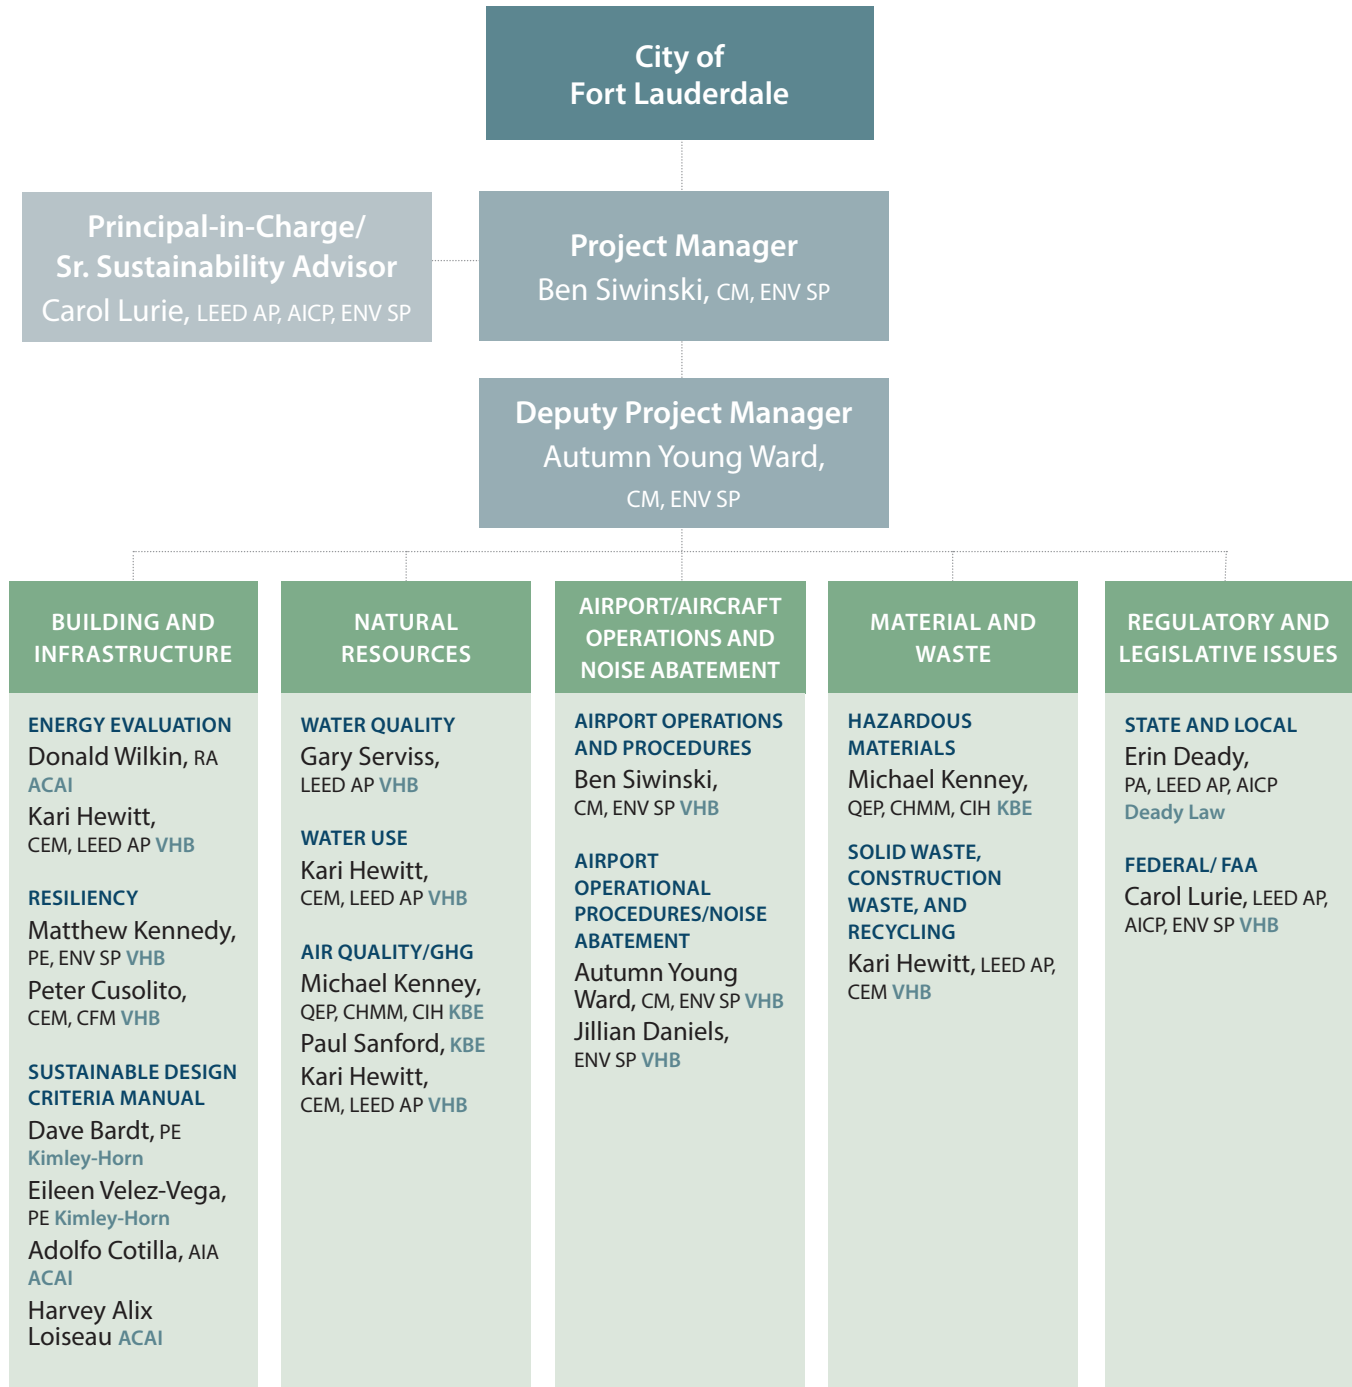 City of
Fort Lauderdale
Principal-in-Charge/
Sr. Sustainability Advisor
Carol Lurie, LEED AP, AICP, ENV SP
Project Manager
Ben Siwinski, CM, ENV SP
Deputy Project Manager
Autumn Young Ward,
CM, ENV SP
BUILDING AND
INFRASTRUCTURE
ENERGY EVALUATION
Donald Wilkin, RA
ACAI
Kari Hewitt,
CEM, LEED AP VHB
RESILIENCY
Matthew Kennedy,
PE, ENV SP VHB
Peter Cusolito,
CEM, CFM VHB
SUSTAINABLE DESIGN
CRITERIA MANUAL
Dave Bardt, PE
Kimley-Horn
Eileen Velez-Vega,
PE Kimley-Horn
Adolfo Cotilla, AIA
ACAI
Harvey Alix
Loiseau ACAI
NATURAL
RESOURCES
WATER QUALITY
Gary Serviss,
LEED AP VHB
WATER USE
Kari Hewitt,
CEM, LEED AP VHB
AIR QUALITY/GHG
Michael Kenney,
QEP, CHMM, CIH KBE
Paul Sanford, KBE
Kari Hewitt,
CEM, LEED AP VHB
AIRPORT/AIRCRAFT
OPERATIONS AND
NOISE ABATEMENT
AIRPORT OPERATIONS
AND PROCEDURES
Ben Siwinski,
CM, ENV SP VHB
AIRPORT
OPERATIONAL
PROCEDURES/NOISE
ABATEMENT
Autumn Young
Ward, CM, ENV SP VHB
Jillian Daniels,
ENV SP VHB
MATERIAL AND
WASTE
HAZARDOUS
MATERIALS
Michael Kenney,
QEP, CHMM, CIH KBE
SOLID WASTE,
CONSTRUCTION
WASTE, AND
RECYCLING
Kari Hewitt, LEED AP,
CEM VHB
REGULATORY AND
LEGISLATIVE ISSUES
STATE AND LOCAL
Erin Deady,
PA, LEED AP, AICP
Deady Law
FEDERAL/ FAA
Carol Lurie, LEED AP,
AICP, ENV SP VHB